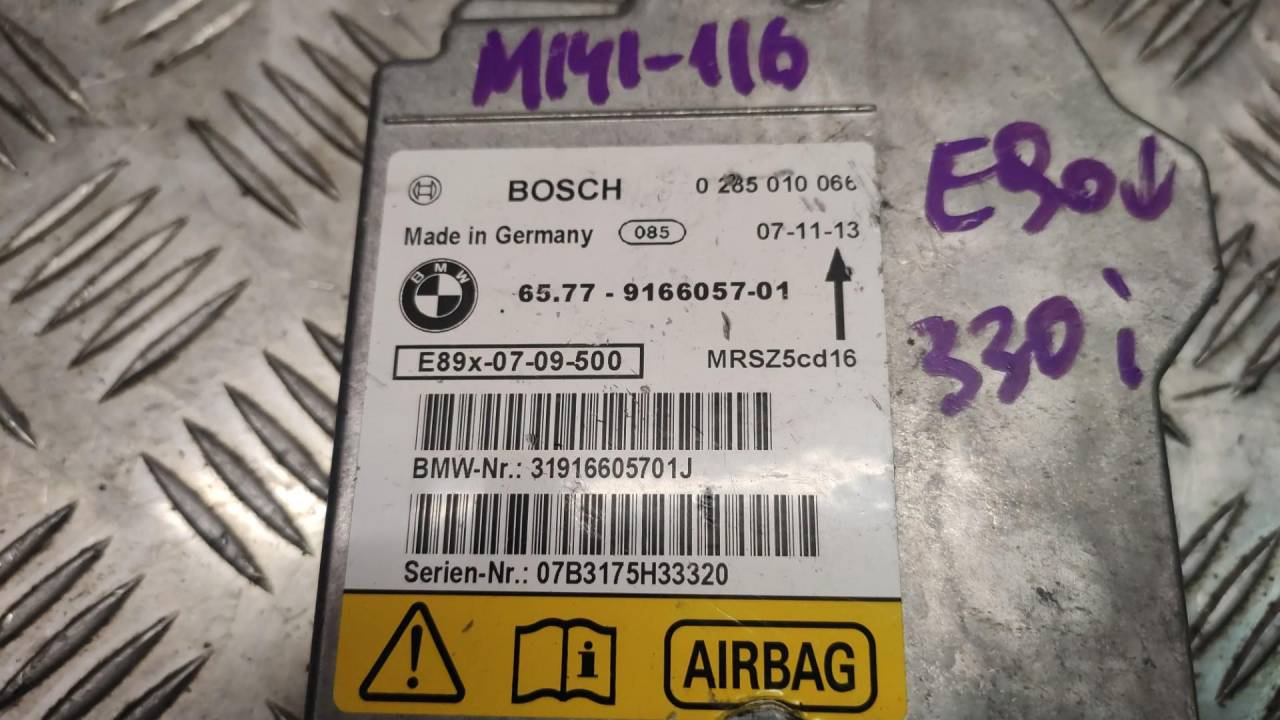 M141-116
BOSCH 0 285 010 066
Made in Germany 085 07-11-13
BMW
65.77 - 9166057-01
E89x-07-09-500 MRSZ5cd16
BMW-Nr.: 31916605701J
Serien-Nr.: 07B3175H33320
AIRBAG
E90
330i